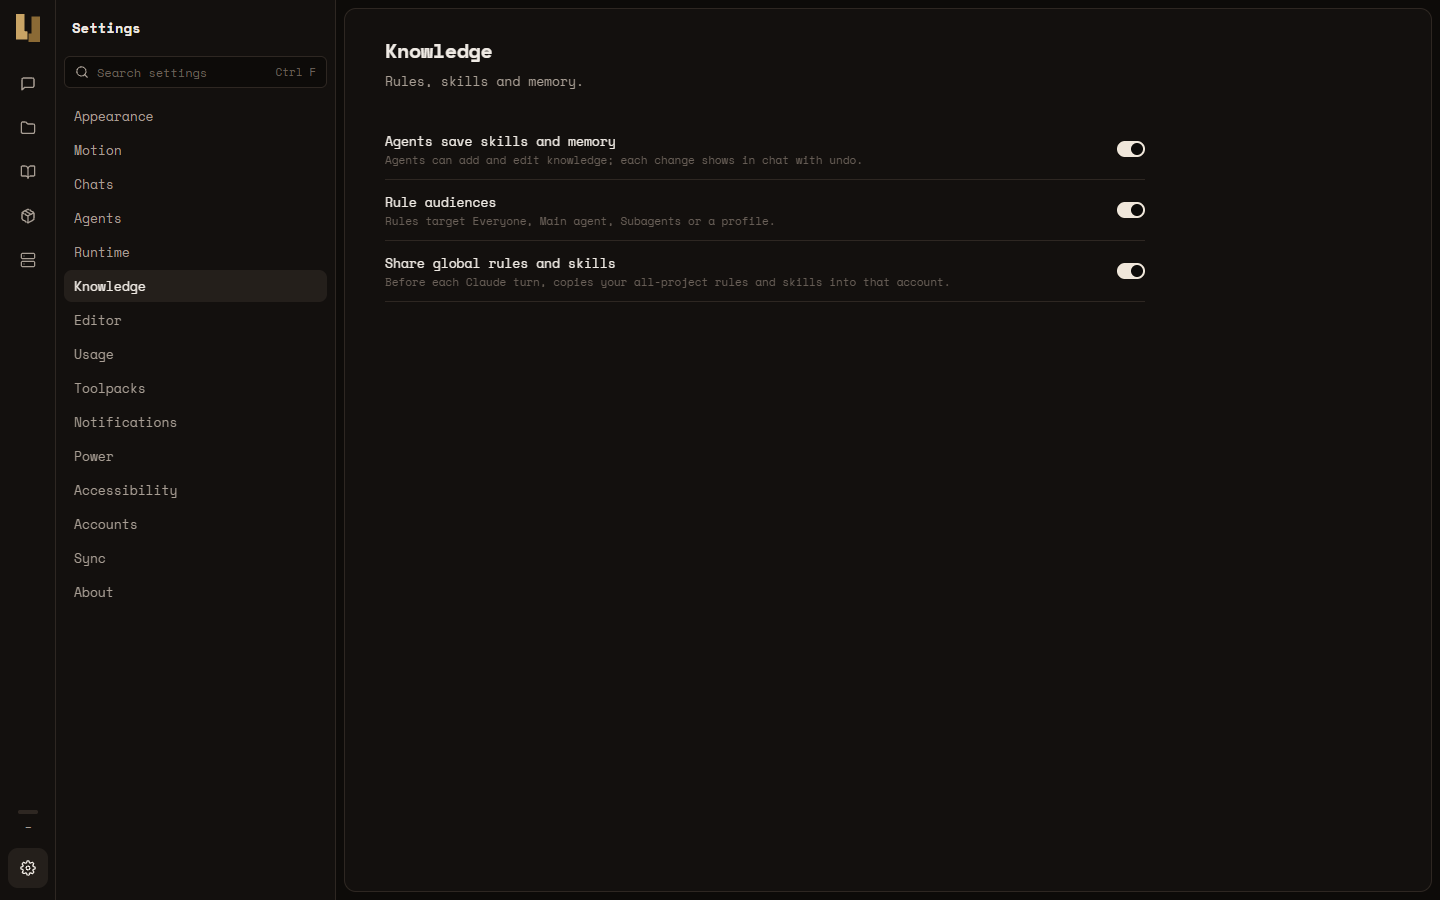 Settings
Search settings Ctrl F
Appearance
Motion
Chats
Agents
Runtime
Knowledge
Editor
Usage
Toolpacks
Notifications
Power
Accessibility
Accounts
Sync
About
–
Knowledge
Rules, skills and memory.
Agents save skills and memory
Agents can add and edit knowledge; each change shows in chat with undo.
Rule audiences
Rules target Everyone, Main agent, Subagents or a profile.
Share global rules and skills
Before each Claude turn, copies your all-project rules and skills into that account.